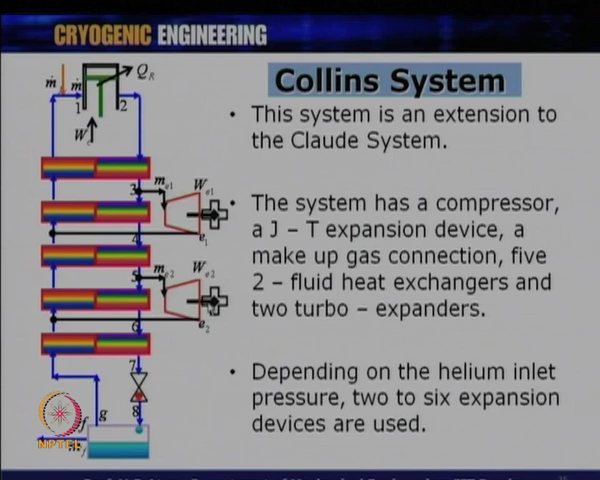 CRYOGENIC ENGINEERING
Collins System
• This system is an extension to
the Claude System.
• The system has a compressor,
a J – T expansion device, a
make up gas connection, five
2 – fluid heat exchangers and
two turbo – expanders.
• Depending on the helium inlet
pressure, two to six expansion
devices are used.
ṁ
ṁ
Q_R
1
2
W_c
3
m_e1
W_e1
4
e_1
5
m_e2
W_e2
6
e_2
7
8
g
f
NPTEL